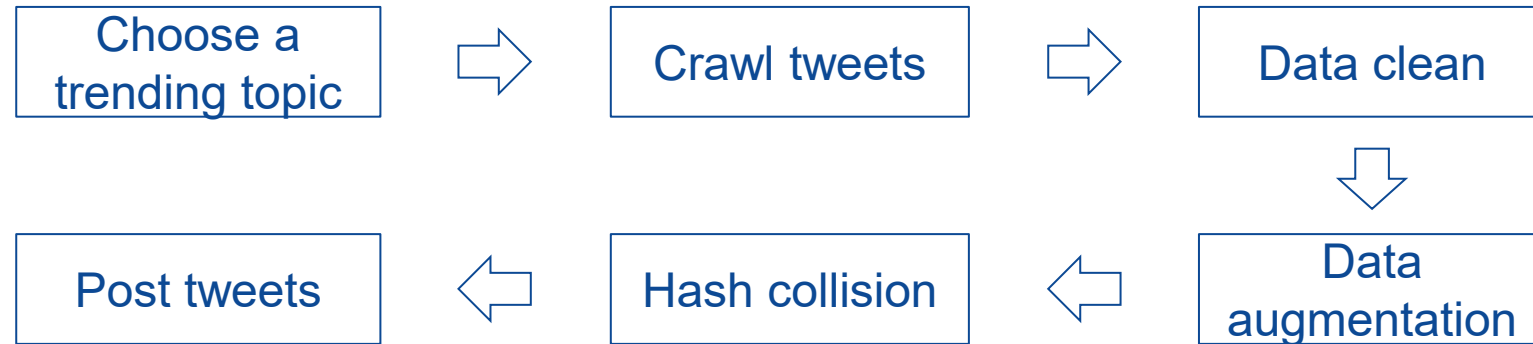 Choose a
trending topic
Crawl tweets
Data clean
Data
augmentation
Hash collision
Post tweets